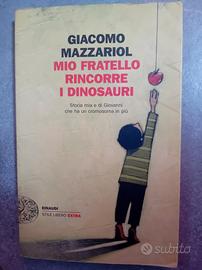 GIACOMO
MAZZARIOL
MIO FRATELLO
RINCORRE
I DINOSAURI
Storia mia e di Giovanni
che ha un cromosoma in più
EINAUDI
STILE LIBERO EXTRA
subito